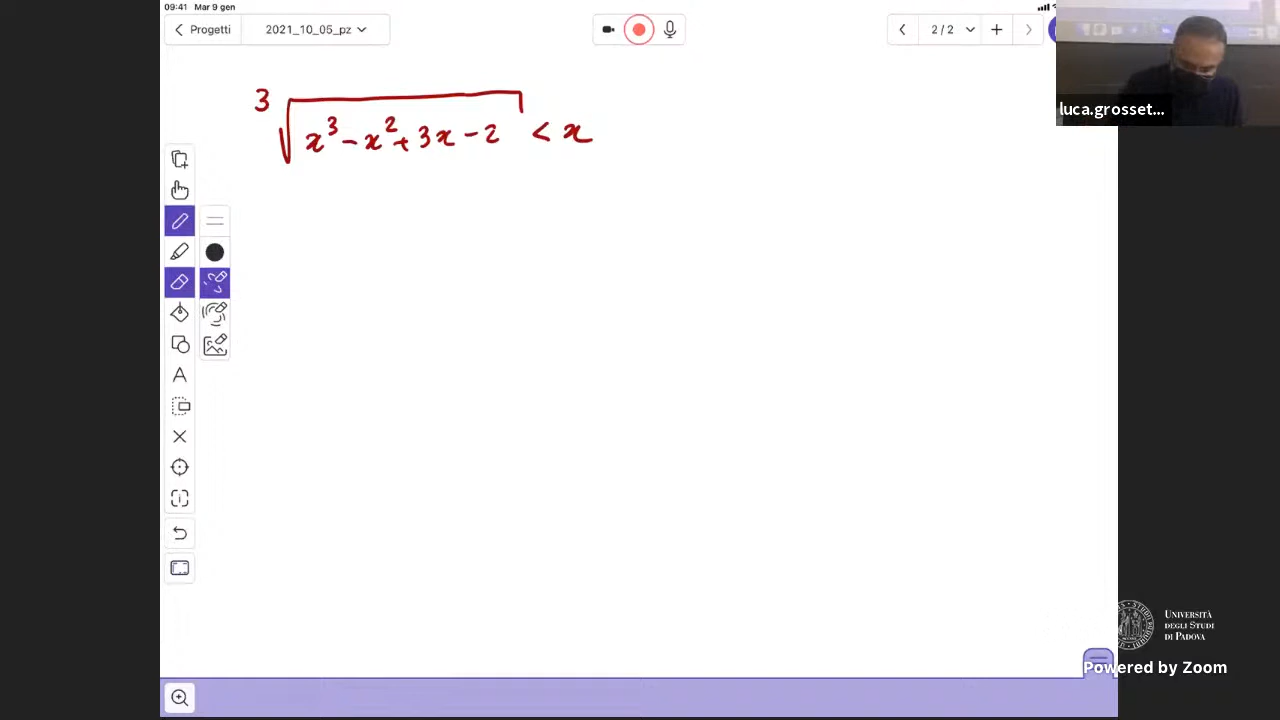 09:41 Mar 9 gen
Progetti
2021_10_05_pz
2/2
luca.grosset...
∛(x³-x²+3x-2) < x
A
UNIVERSITÀ
DEGLI STUDI
DI PADOVA
Powered by Zoom